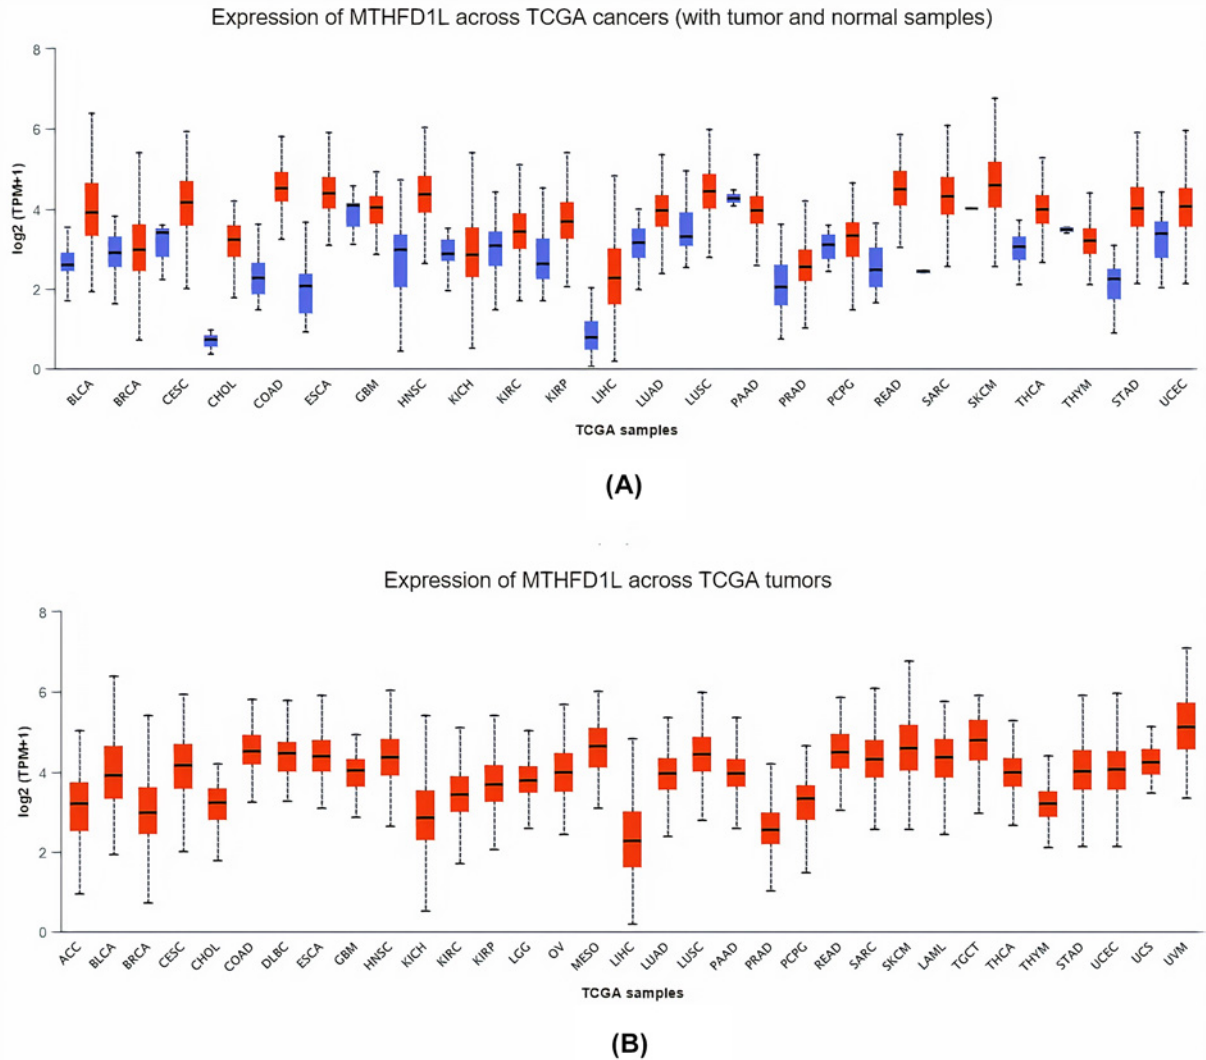 Expression of MTHFD1L across TCGA cancers (with tumor and normal samples)
8
6
4
2
0
log2 (TPM+1)
BLCA BRCA CESC CHOL COAD ESCA GBM HNSC KICH KIRC KIRP LIHC LUAD LUSC PAAD PRAD PCPG READ SARC SKCM THCA THYM STAD UCEC
TCGA samples
(A)
Expression of MTHFD1L across TCGA tumors
8
6
4
2
0
log2 (TPM+1)
ACC BLCA BRCA CESC CHOL COAD DLBC ESCA GBM HNSC KICH KIRC KIRP LGG OV MESO LIHC LUAD LUSC PAAD PRAD PCPG READ SARC SKCM LAML TGCT THCA THYM STAD UCEC UCS UVM
TCGA samples
(B)